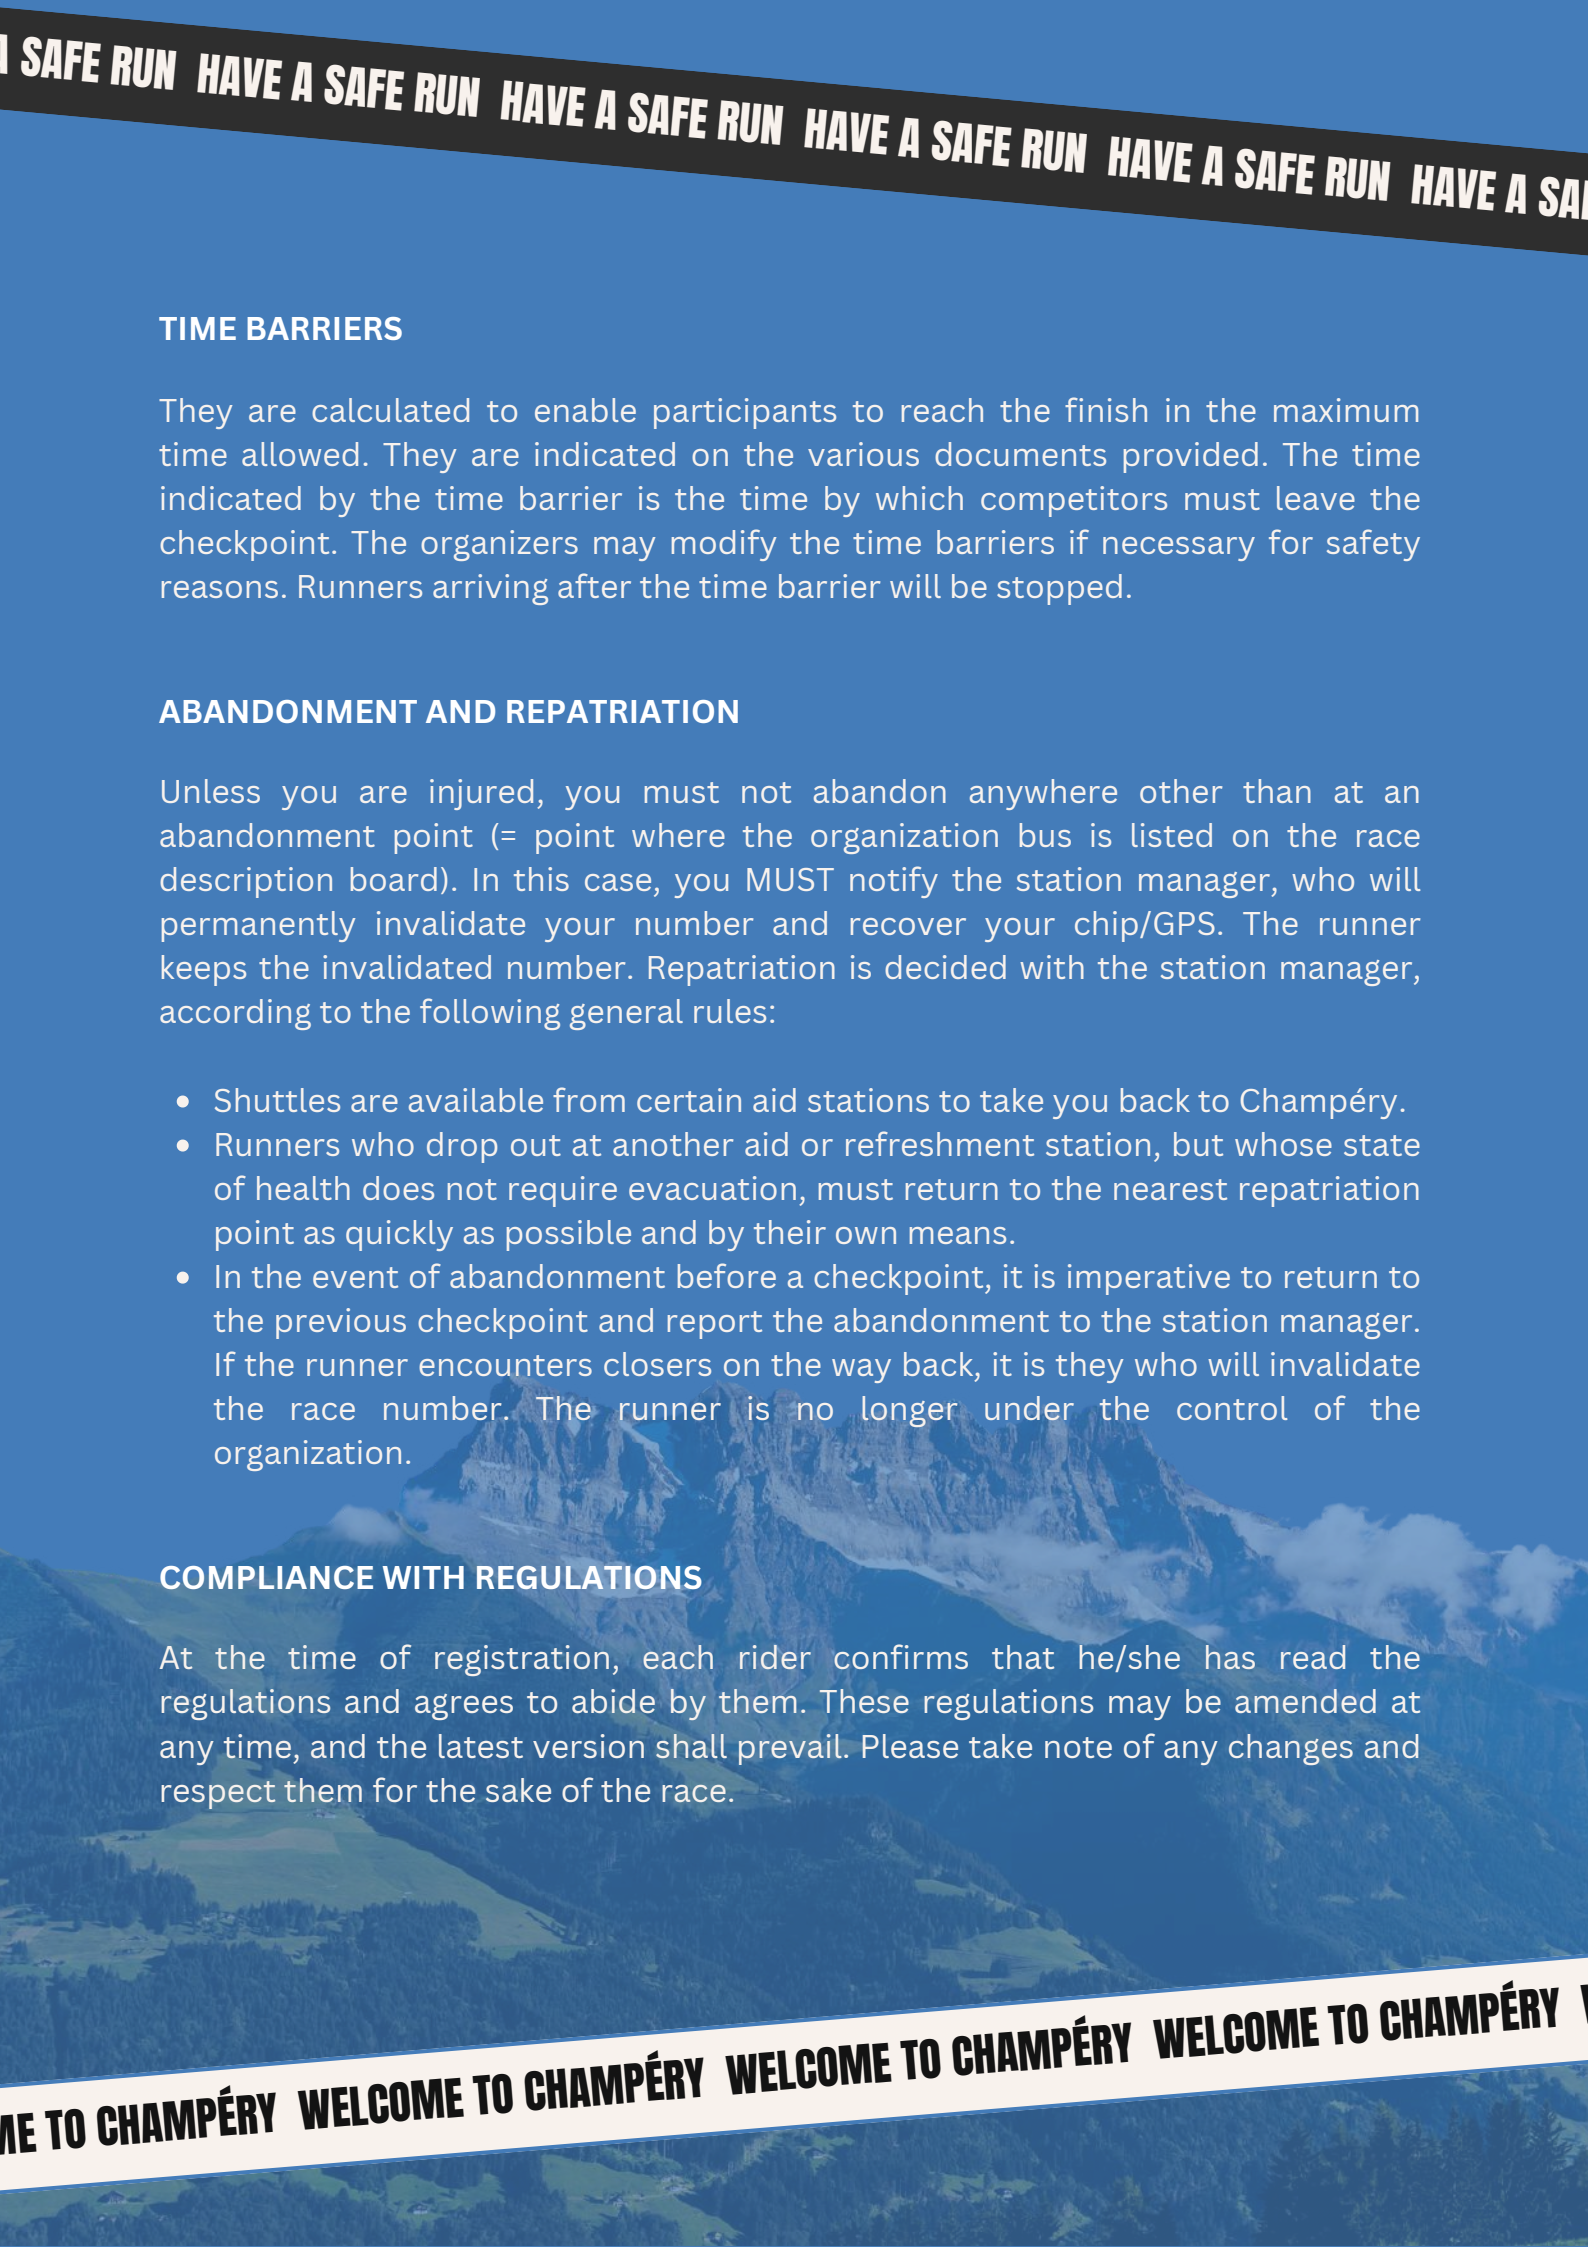 A SAFE RUN HAVE A SAFE RUN HAVE A SAFE RUN HAVE A SAFE RUN HAVE A SAFE RUN HAVE A
TIME BARRIERS
They are calculated to enable participants to reach the finish in the maximum
time allowed. They are indicated on the various documents provided. The time
indicated by the time barrier is the time by which competitors must leave the
checkpoint. The organizers may modify the time barriers if necessary for safety
reasons. Runners arriving after the time barrier will be stopped.
ABANDONMENT AND REPATRIATION
Unless you are injured, you must not abandon anywhere other than at an
abandonment point (= point where the organization bus is listed on the race
description board). In this case, you MUST notify the station manager, who will
permanently invalidate your number and recover your chip/GPS. The runner
keeps the invalidated number. Repatriation is decided with the station manager,
according to the following general rules:
• Shuttles are available from certain aid stations to take you back to Champéry.
• Runners who drop out at another aid or refreshment station, but whose state
of health does not require evacuation, must return to the nearest repatriation
point as quickly as possible and by their own means.
• In the event of abandonment before a checkpoint, it is imperative to return to
the previous checkpoint and report the abandonment to the station manager.
If the runner encounters closers on the way back, it is they who will invalidate
the race number. The runner is no longer under the control of the
organization.
COMPLIANCE WITH REGULATIONS
At the time of registration, each rider confirms that he/she has read the
regulations and agrees to abide by them. These regulations may be amended at
any time, and the latest version shall prevail. Please take note of any changes and
respect them for the sake of the race.
ME TO CHAMPÉRY WELCOME TO CHAMPÉRY WELCOME TO CHAMPÉRY WELCOME TO CHAMPÉRY